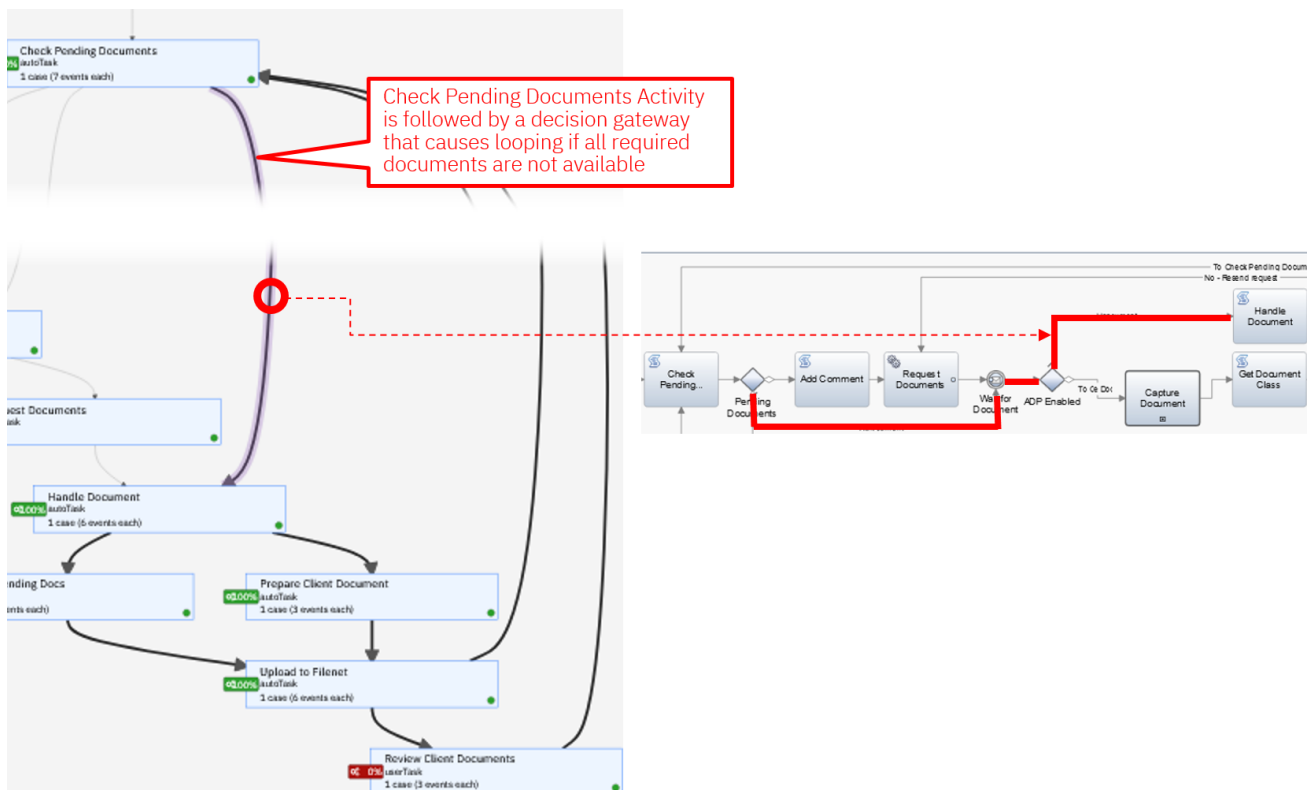 Check Pending Documents
%
autoTask
1 case (7 events each)
Check Pending Documents Activity
is followed by a decision gateway
that causes looping if all required
documents are not available
To Check Pending Docum
No - Resend request
Handle
Document
Check
Pending...
Pending
Documents
Add Comment
Request
Documents
Wait for
Document
ADP Enabled
Capture
Document
Get Document
Class
uest Documents
ask
Handle Document
100%
autoTask
1 case (6 events each)
ending Docs
ents each)
Prepare Client Document
100%
autoTask
1 case (3 events each)
Upload to Filenet
100%
autoTask
1 case (6 events each)
Review Client Documents
0%
userTask
1 case (3 events each)